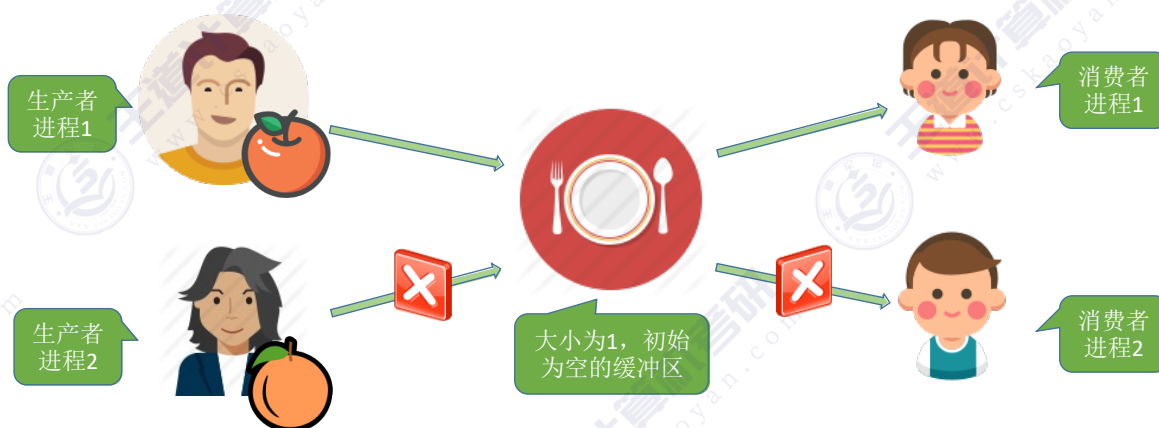 生产者
进程1
消费者
进程1
生产者
进程2
大小为1，初始
为空的缓冲区
消费者
进程2